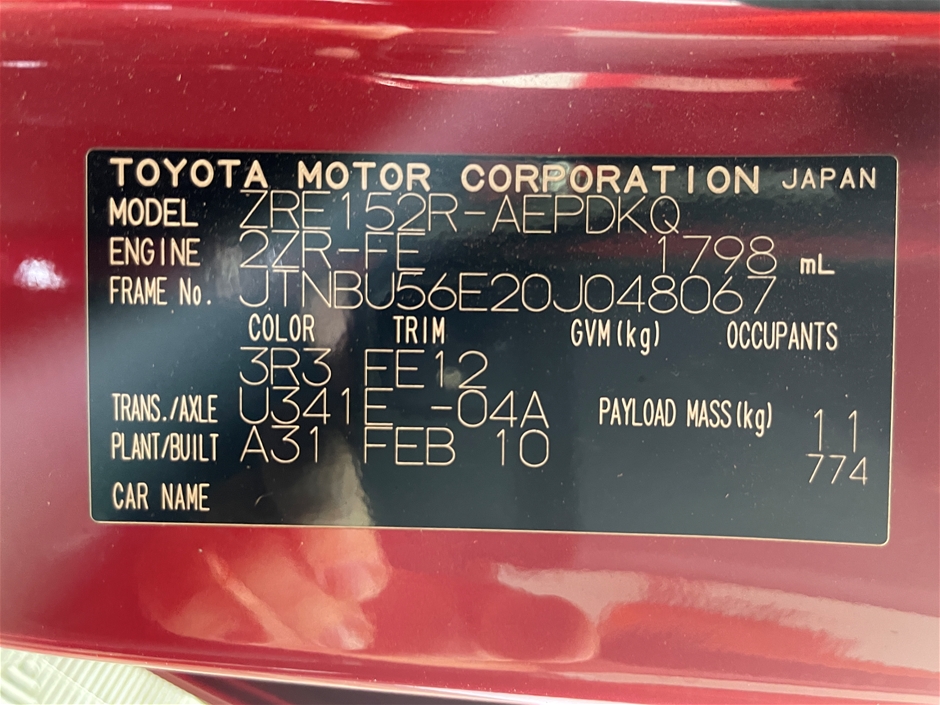 TOYOTA MOTOR CORPORATION JAPAN
MODEL ZRE152R-AEPDKQ
ENGINE 2ZR-FE 1798 mL
FRAME No. JTNBU56E20J048067
COLOR TRIM GVM(kg) OCCUPANTS
3R3 FE12
TRANS./AXLE U341E -04A PAYLOAD MASS(kg) 11
PLANT/BUILT A31 FEB 10 774
CAR NAME